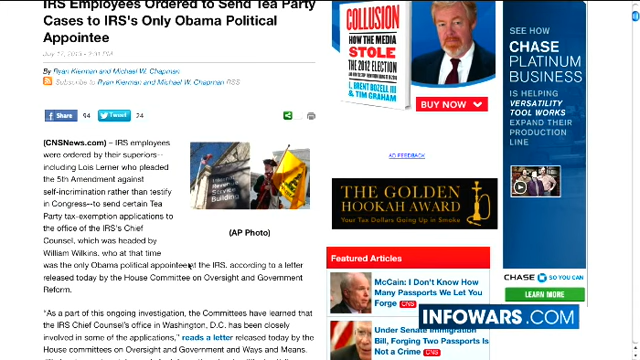 IRS Employees Ordered to Send Tea Party
Cases to IRS's Only Obama Political
Appointee
By Ryan Kierman and Michael W. Chapman
Subscribe to Ryan Kierman and Michael W. Chapman RSS
Share 94 Tweet 24
(CNSNews.com) – IRS employees
were ordered by their superiors--
including Lois Lerner who pleaded
the 5th Amendment against
self-incrimination rather than testify
in Congress--to send certain Tea
Party tax-exemption applications to
the office of the IRS's Chief
Counsel, which was headed by
William Wilkins, who at that time
was the only Obama political appointee at the IRS, according to a letter
released today by the House Committee on Oversight and Government
Reform.
(AP Photo)
"As a part of this ongoing investigation, the Committees have learned that
the IRS Chief Counsel's office in Washington, D.C. has been closely
involved in some of the applications," reads a letter released today by the
House committees on Oversight and Government and Ways and Means.
COLLUSION
HOW THE MEDIA
STOLE
THE 2012 ELECTION
L. BRENT BOZELL III
& TIM GRAHAM
BUY NOW
AD FEEDBACK
THE GOLDEN
HOOKAH AWARD
Your Tax Dollars Going Up in Smoke
Featured Articles
McCain: I Don't Know How
Many Passports We Let You
Forge CNS
Under Senate Immigration
Bill, Forging Two Passports Is
Not a Crime CNS
SEE HOW
CHASE
PLATINUM
BUSINESS
IS HELPING
VERSATILITY
TOOL WORKS
EXPAND THEIR
PRODUCTION
LINE
CHASE SO YOU CAN
LEARN MORE
INFOWARS.COM